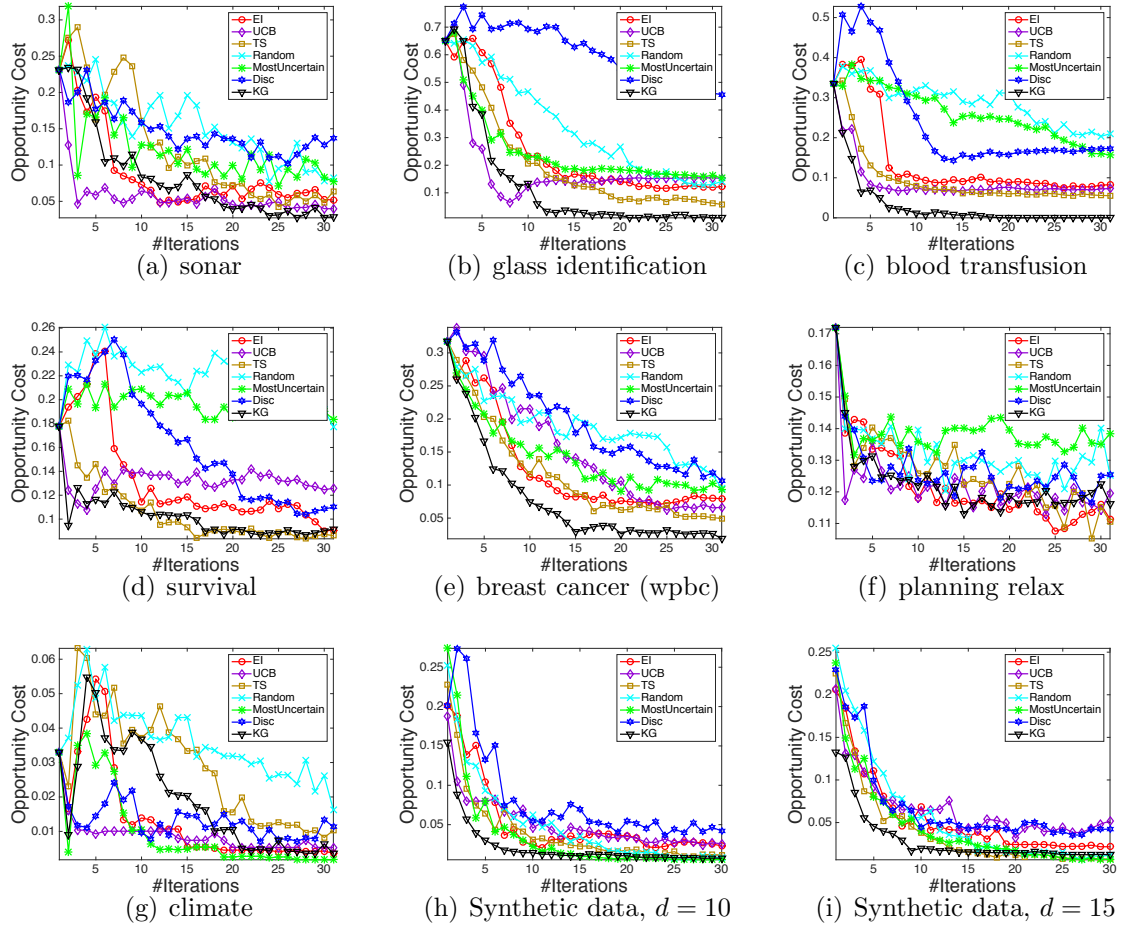 0.3
0.25
0.2
0.15
0.1
0.05
Opportunity Cost
EI
UCB
TS
Random
MostUncertain
Disc
KG
5 10 15 20 25 30
#Iterations
(a) sonar
0.7
0.6
0.5
0.4
0.3
0.2
0.1
Opportunity Cost
EI
UCB
TS
Random
MostUncertain
Disc
KG
5 10 15 20 25 30
#Iterations
(b) glass identification
0.5
0.4
0.3
0.2
0.1
0
Opportunity Cost
EI
UCB
TS
Random
MostUncertain
Disc
KG
5 10 15 20 25 30
#Iterations
(c) blood transfusion
0.26
0.24
0.22
0.2
0.18
0.16
0.14
0.12
0.1
Opportunity Cost
EI
UCB
TS
Random
MostUncertain
Disc
KG
5 10 15 20 25 30
#Iterations
(d) survival
0.3
0.25
0.2
0.15
0.1
0.05
Opportunity Cost
EI
UCB
TS
Random
MostUncertain
Disc
KG
5 10 15 20 25 30
#Iterations
(e) breast cancer (wpbc)
0.17
0.16
0.15
0.14
0.13
0.12
0.11
Opportunity Cost
EI
UCB
TS
Random
MostUncertain
Disc
KG
5 10 15 20 25 30
#Iterations
(f) planning relax
0.06
0.05
0.04
0.03
0.02
0.01
Opportunity Cost
EI
UCB
TS
Random
MostUncertain
Disc
KG
5 10 15 20 25 30
#Iterations
(g) climate
0.25
0.2
0.15
0.1
0.05
Opportunity Cost
EI
UCB
TS
Random
MostUncertain
Disc
KG
5 10 15 20 25 30
#Iterations
(h) Synthetic data, d = 10
0.25
0.2
0.15
0.1
0.05
Opportunity Cost
EI
UCB
TS
Random
MostUncertain
Disc
KG
5 10 15 20 25 30
#Iterations
(i) Synthetic data, d = 15